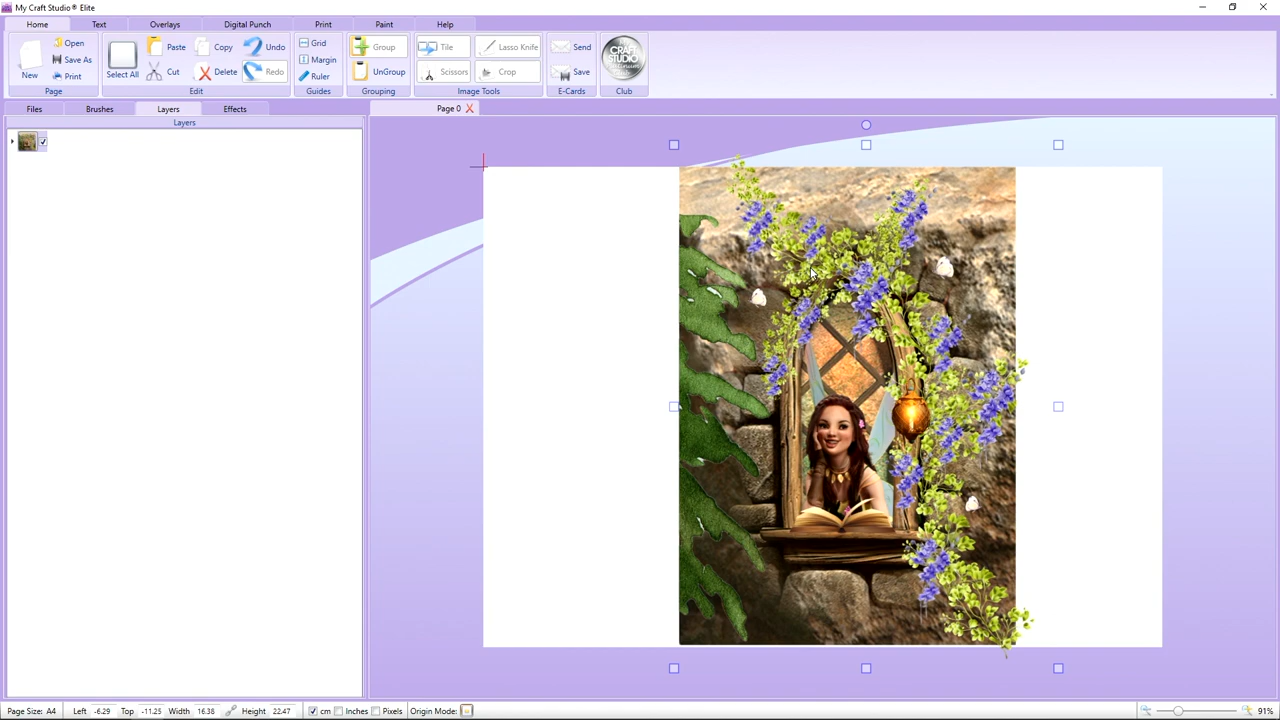 My Craft Studio® Elite
Home Text Overlays Digital Punch Print Paint Help
New Open Save As Print Page
Select All Paste Copy Undo Cut Delete Redo Edit
Grid Margin Ruler Guides
Group UnGroup Grouping
Tile Lasso Knife Scissors Crop Image Tools
Send Save E-Cards
CRAFT STUDIO Club
Files Brushes Layers Effects
Layers
Page 0
Page Size: A4 Left -6.29 Top -11.25 Width 16.38 Height 22.47 cm Inches Pixels Origin Mode: 91%